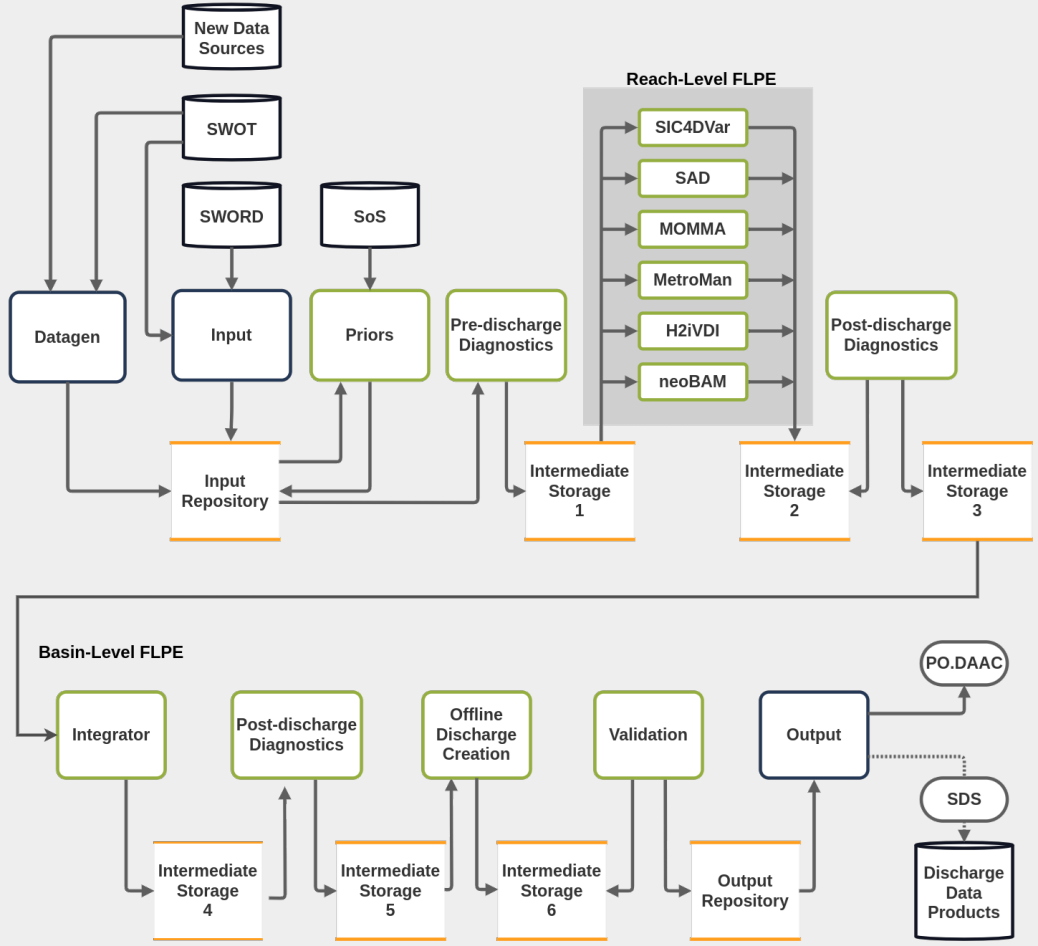 New Data
Sources
SWOT
SWORD
SoS
Datagen
Input
Priors
Pre-discharge
Diagnostics
Reach-Level FLPE
SIC4DVar
SAD
MOMMA
MetroMan
H2iVDI
neoBAM
Post-discharge
Diagnostics
Input
Repository
Intermediate
Storage
1
Intermediate
Storage
2
Intermediate
Storage
3
Basin-Level FLPE
Integrator
Post-discharge
Diagnostics
Offline
Discharge
Creation
Validation
Output
PO.DAAC
SDS
Intermediate
Storage
4
Intermediate
Storage
5
Intermediate
Storage
6
Output
Repository
Discharge
Data
Products